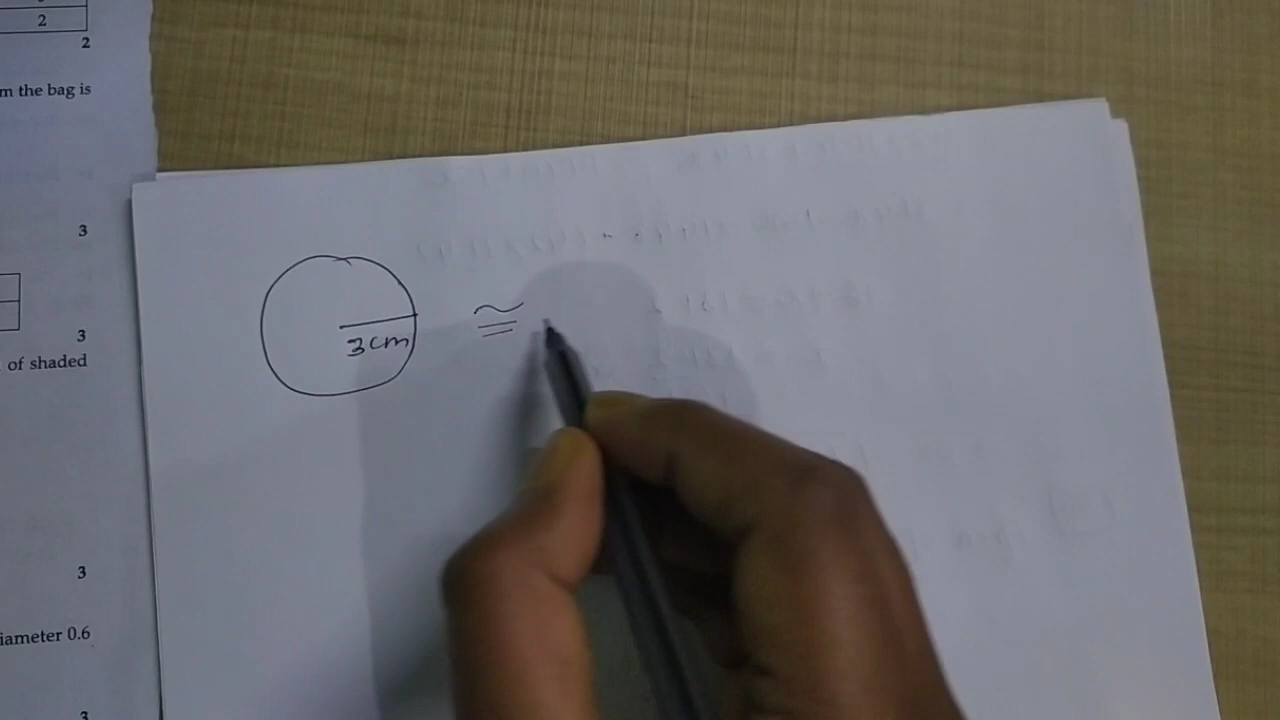 2
2
m the bag is
3
3cm ≅
3
of shaded
3
iameter 0.6
3